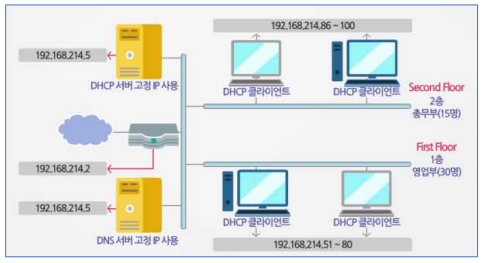 192,168,214,86 ~ 100
192,168,214,5
DHCP 서버 고정 IP 사용
DHCP 클라이언트
DHCP 클라이언트
Second Floor
2층
총무부(15명)
First Floor
1층
영업부(30명)
192,168,214,2
192,168,214,5
DNS 서버 고정 IP 사용
DHCP 클라이언트
DHCP 클라이언트
192,168,214,51 ~ 80